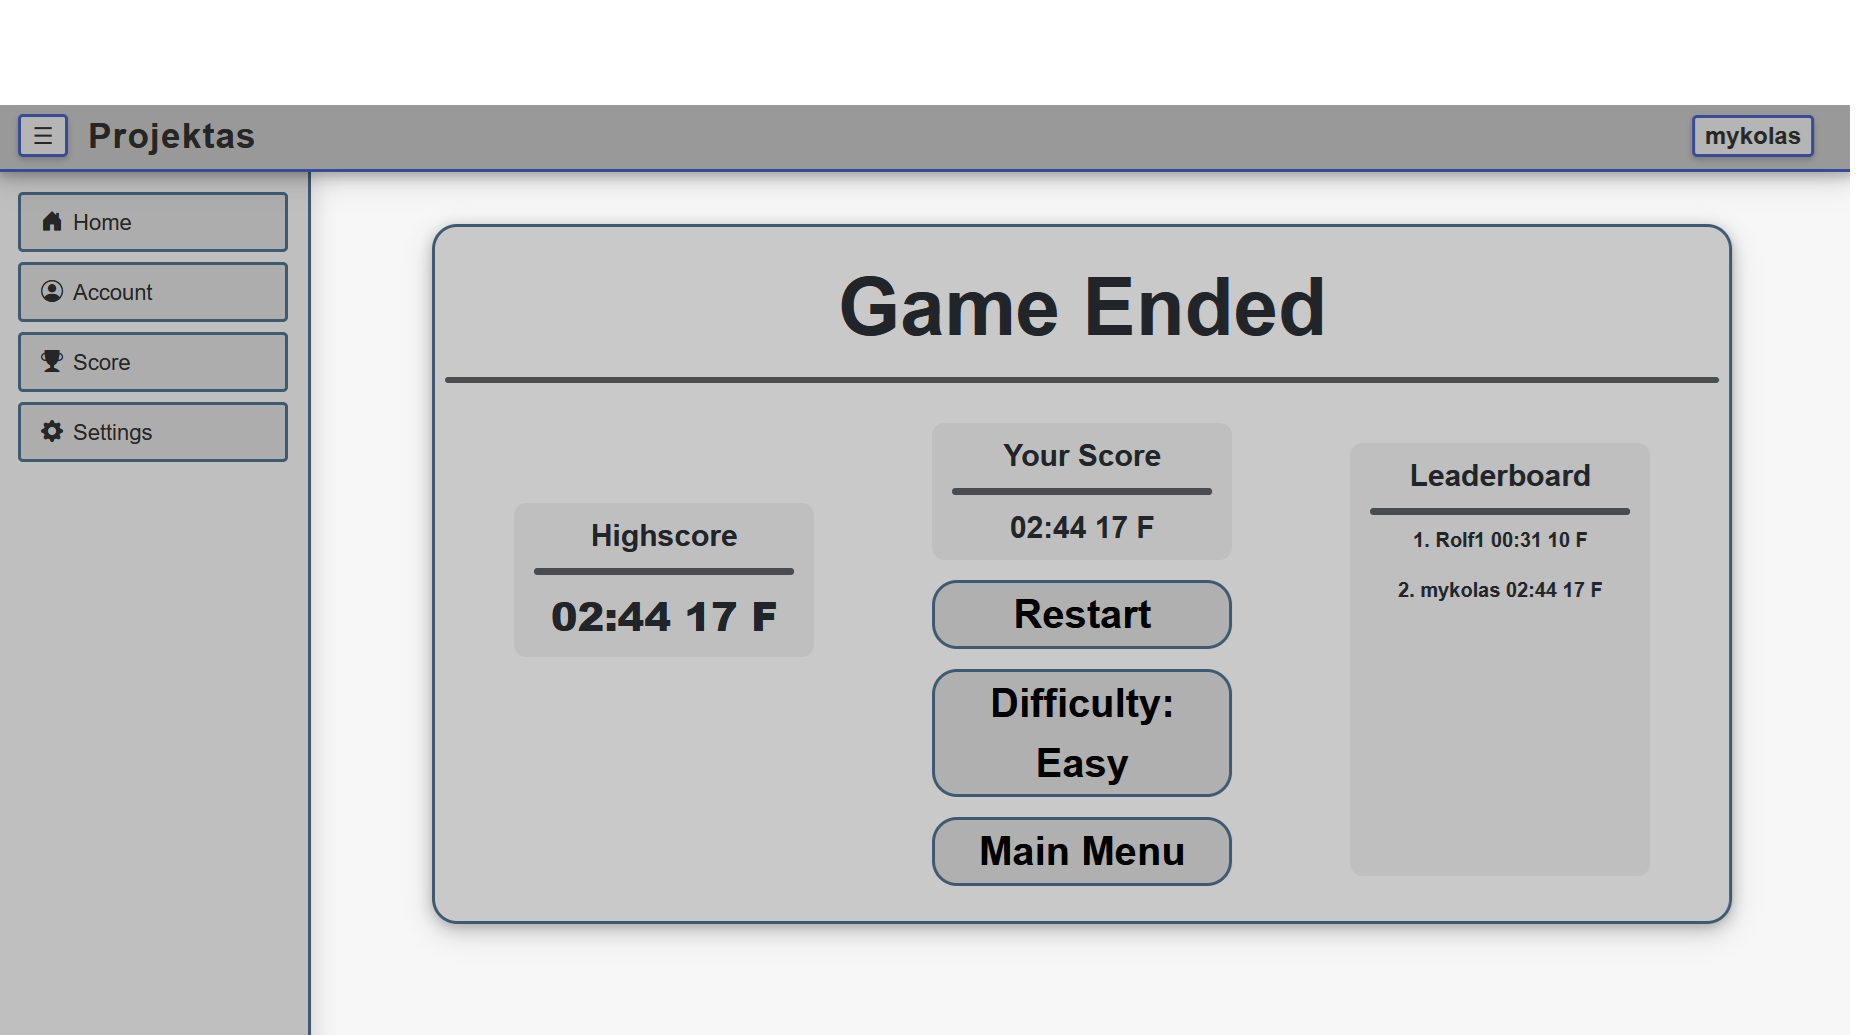 Projektas
mykolas
Home
Account
Score
Settings
Game Ended
Highscore
02:44 17 F
Your Score
02:44 17 F
Restart
Difficulty:
Easy
Main Menu
Leaderboard
1. Rolf1 00:31 10 F
2. mykolas 02:44 17 F